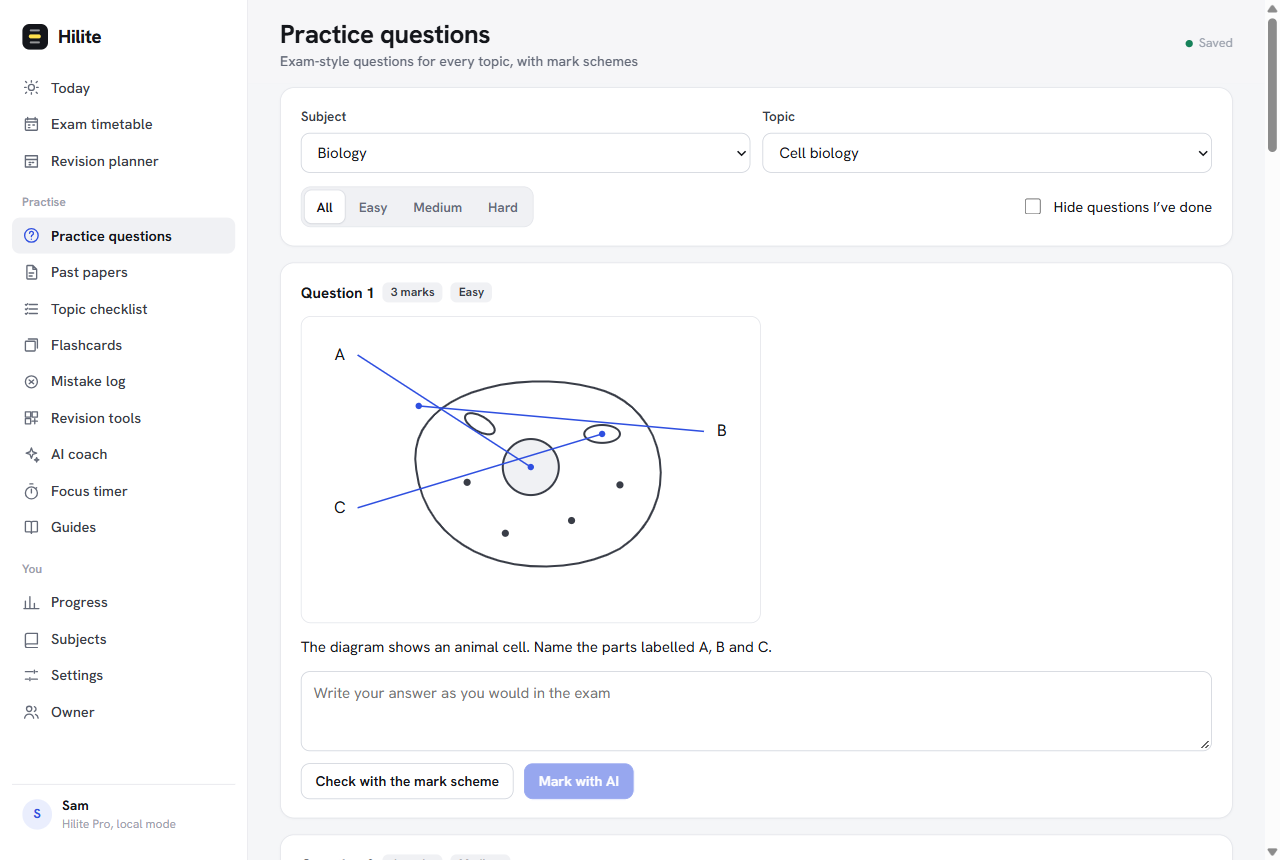 Hilite
Today
Exam timetable
Revision planner
Practise
Practice questions
Past papers
Topic checklist
Flashcards
Mistake log
Revision tools
AI coach
Focus timer
Guides
You
Progress
Subjects
Settings
Owner
S
Sam
Hilite Pro, local mode
Practice questions
Exam-style questions for every topic, with mark schemes
Saved
Subject
Topic
Biology
Cell biology
All Easy Medium Hard
Hide questions I’ve done
Question 1 3 marks Easy
A
B
C
The diagram shows an animal cell. Name the parts labelled A, B and C.
Write your answer as you would in the exam
Check with the mark scheme
Mark with AI